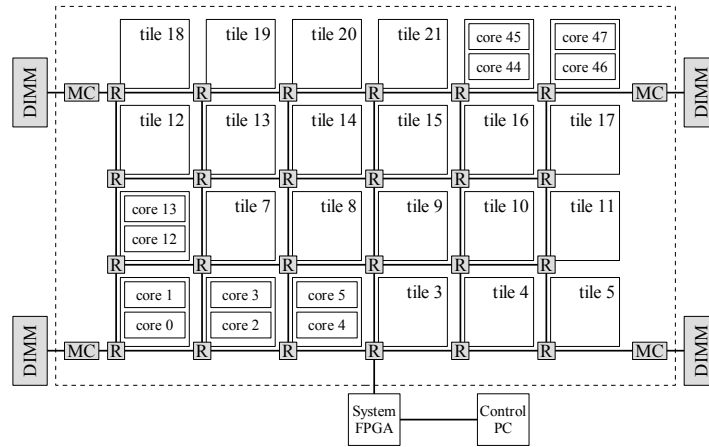 tile 18
tile 19
tile 20
tile 21
core 45
core 44
core 47
core 46
DIMM
MC
R
R
R
R
R
R
MC
DIMM
tile 12
tile 13
tile 14
tile 15
tile 16
tile 17
R
R
R
R
R
R
core 13
core 12
tile 7
tile 8
tile 9
tile 10
tile 11
R
R
R
R
R
R
core 1
core 0
core 3
core 2
core 5
core 4
tile 3
tile 4
tile 5
DIMM
MC
R
R
R
R
R
R
MC
DIMM
System
FPGA
Control
PC